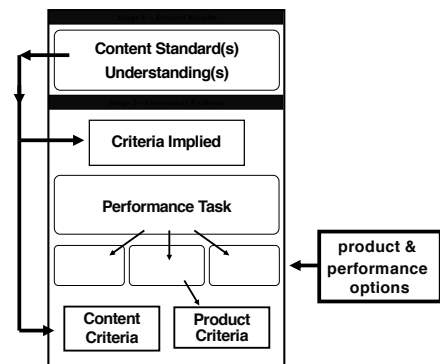 Content Standard(s)
Understanding(s)
Criteria Implied
Performance Task
product &
performance
options
Content
Criteria
Product
Criteria